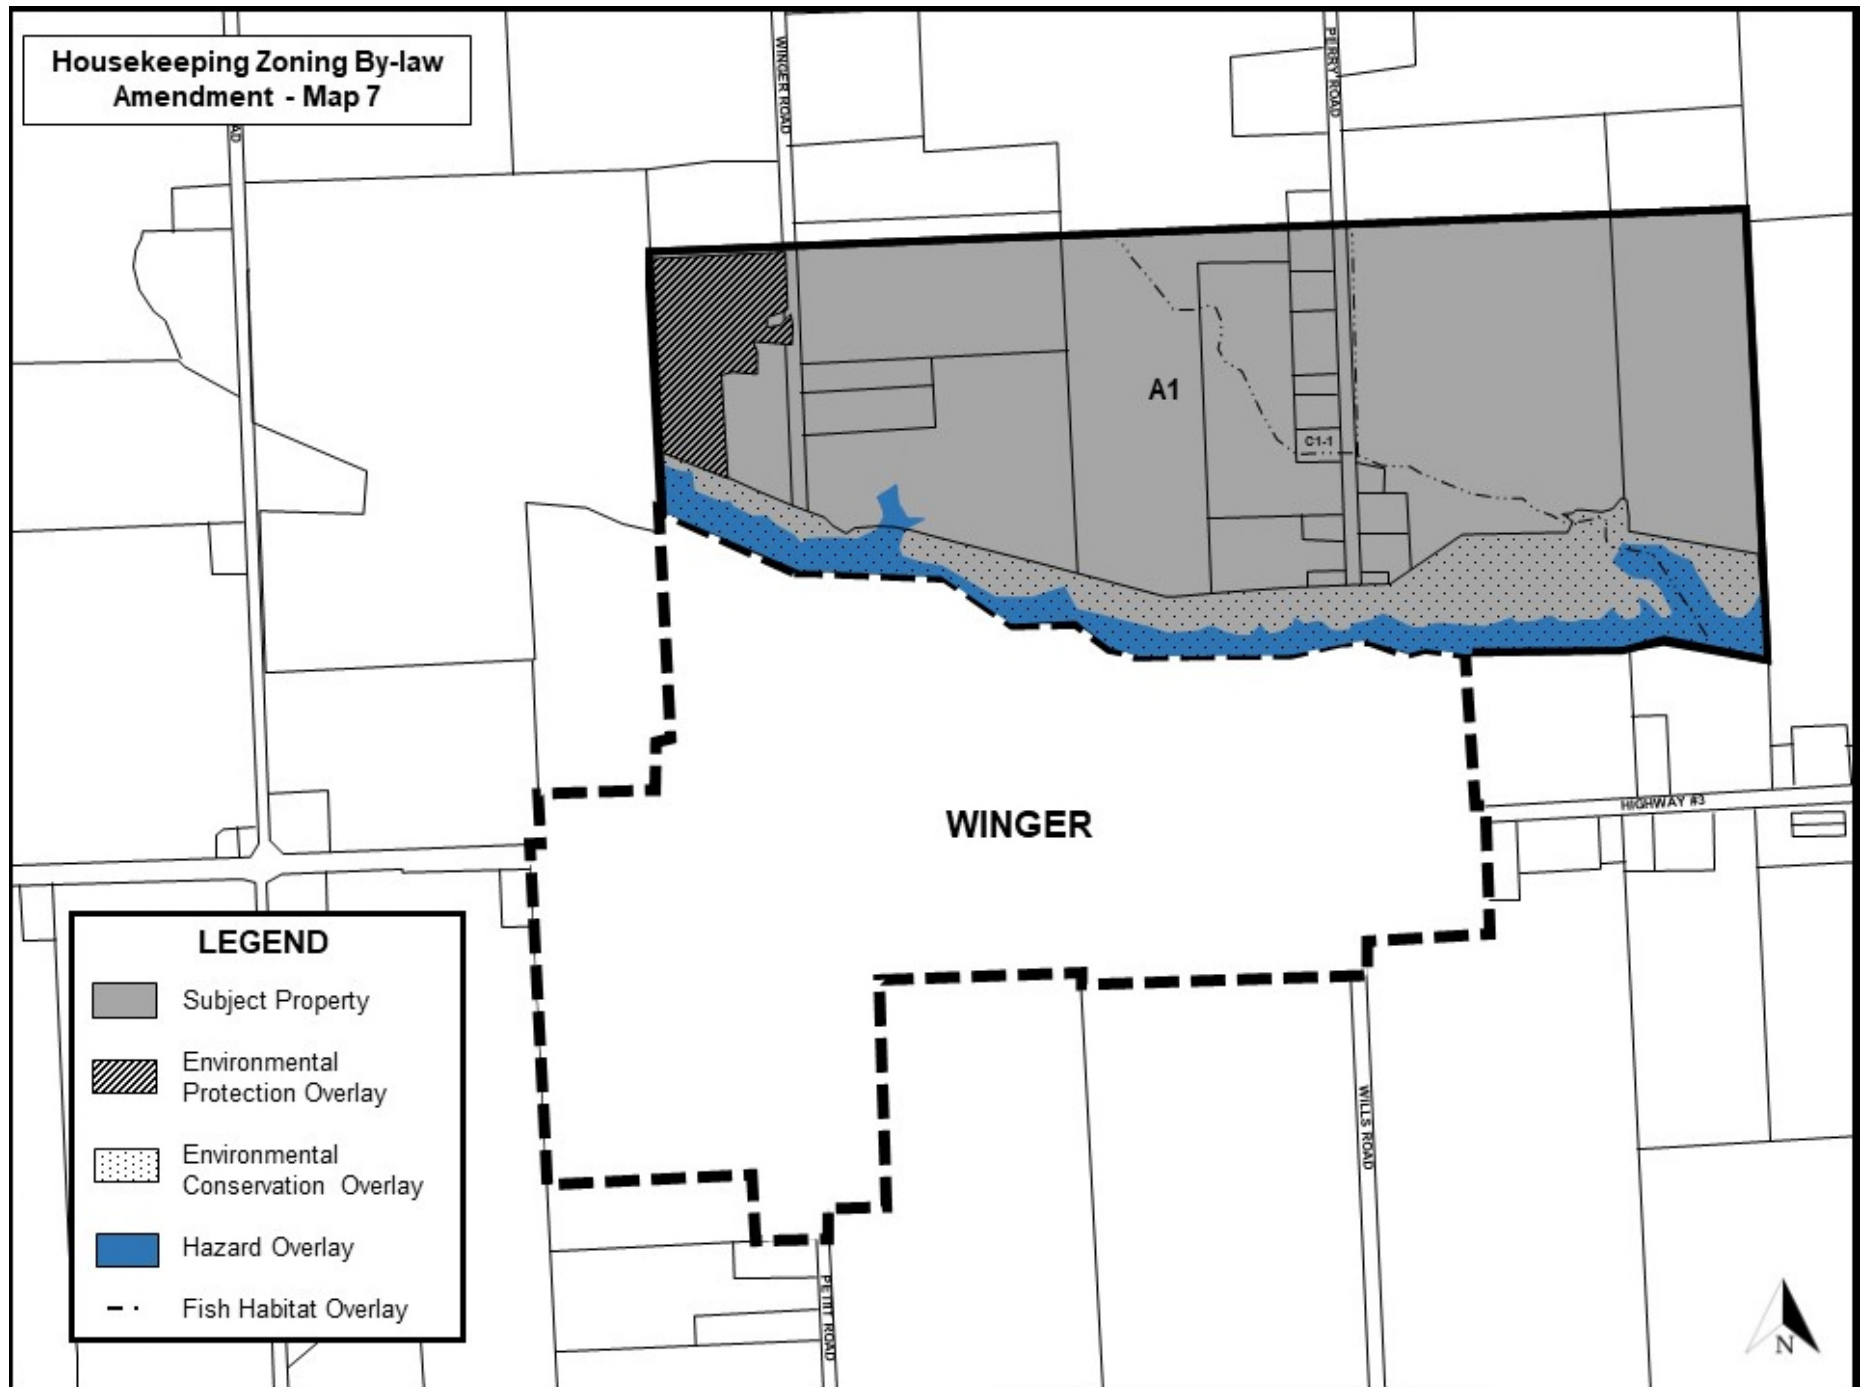 Housekeeping Zoning By-law
Amendment - Map 7
AD
WINGER ROAD
PERRY ROAD
A1
C1-1
WINGER
HIGHWAY #3
LEGEND
Subject Property
Environmental
Protection Overlay
Environmental
Conservation Overlay
Hazard Overlay
Fish Habitat Overlay
WILLS ROAD
PETTIT ROAD
N